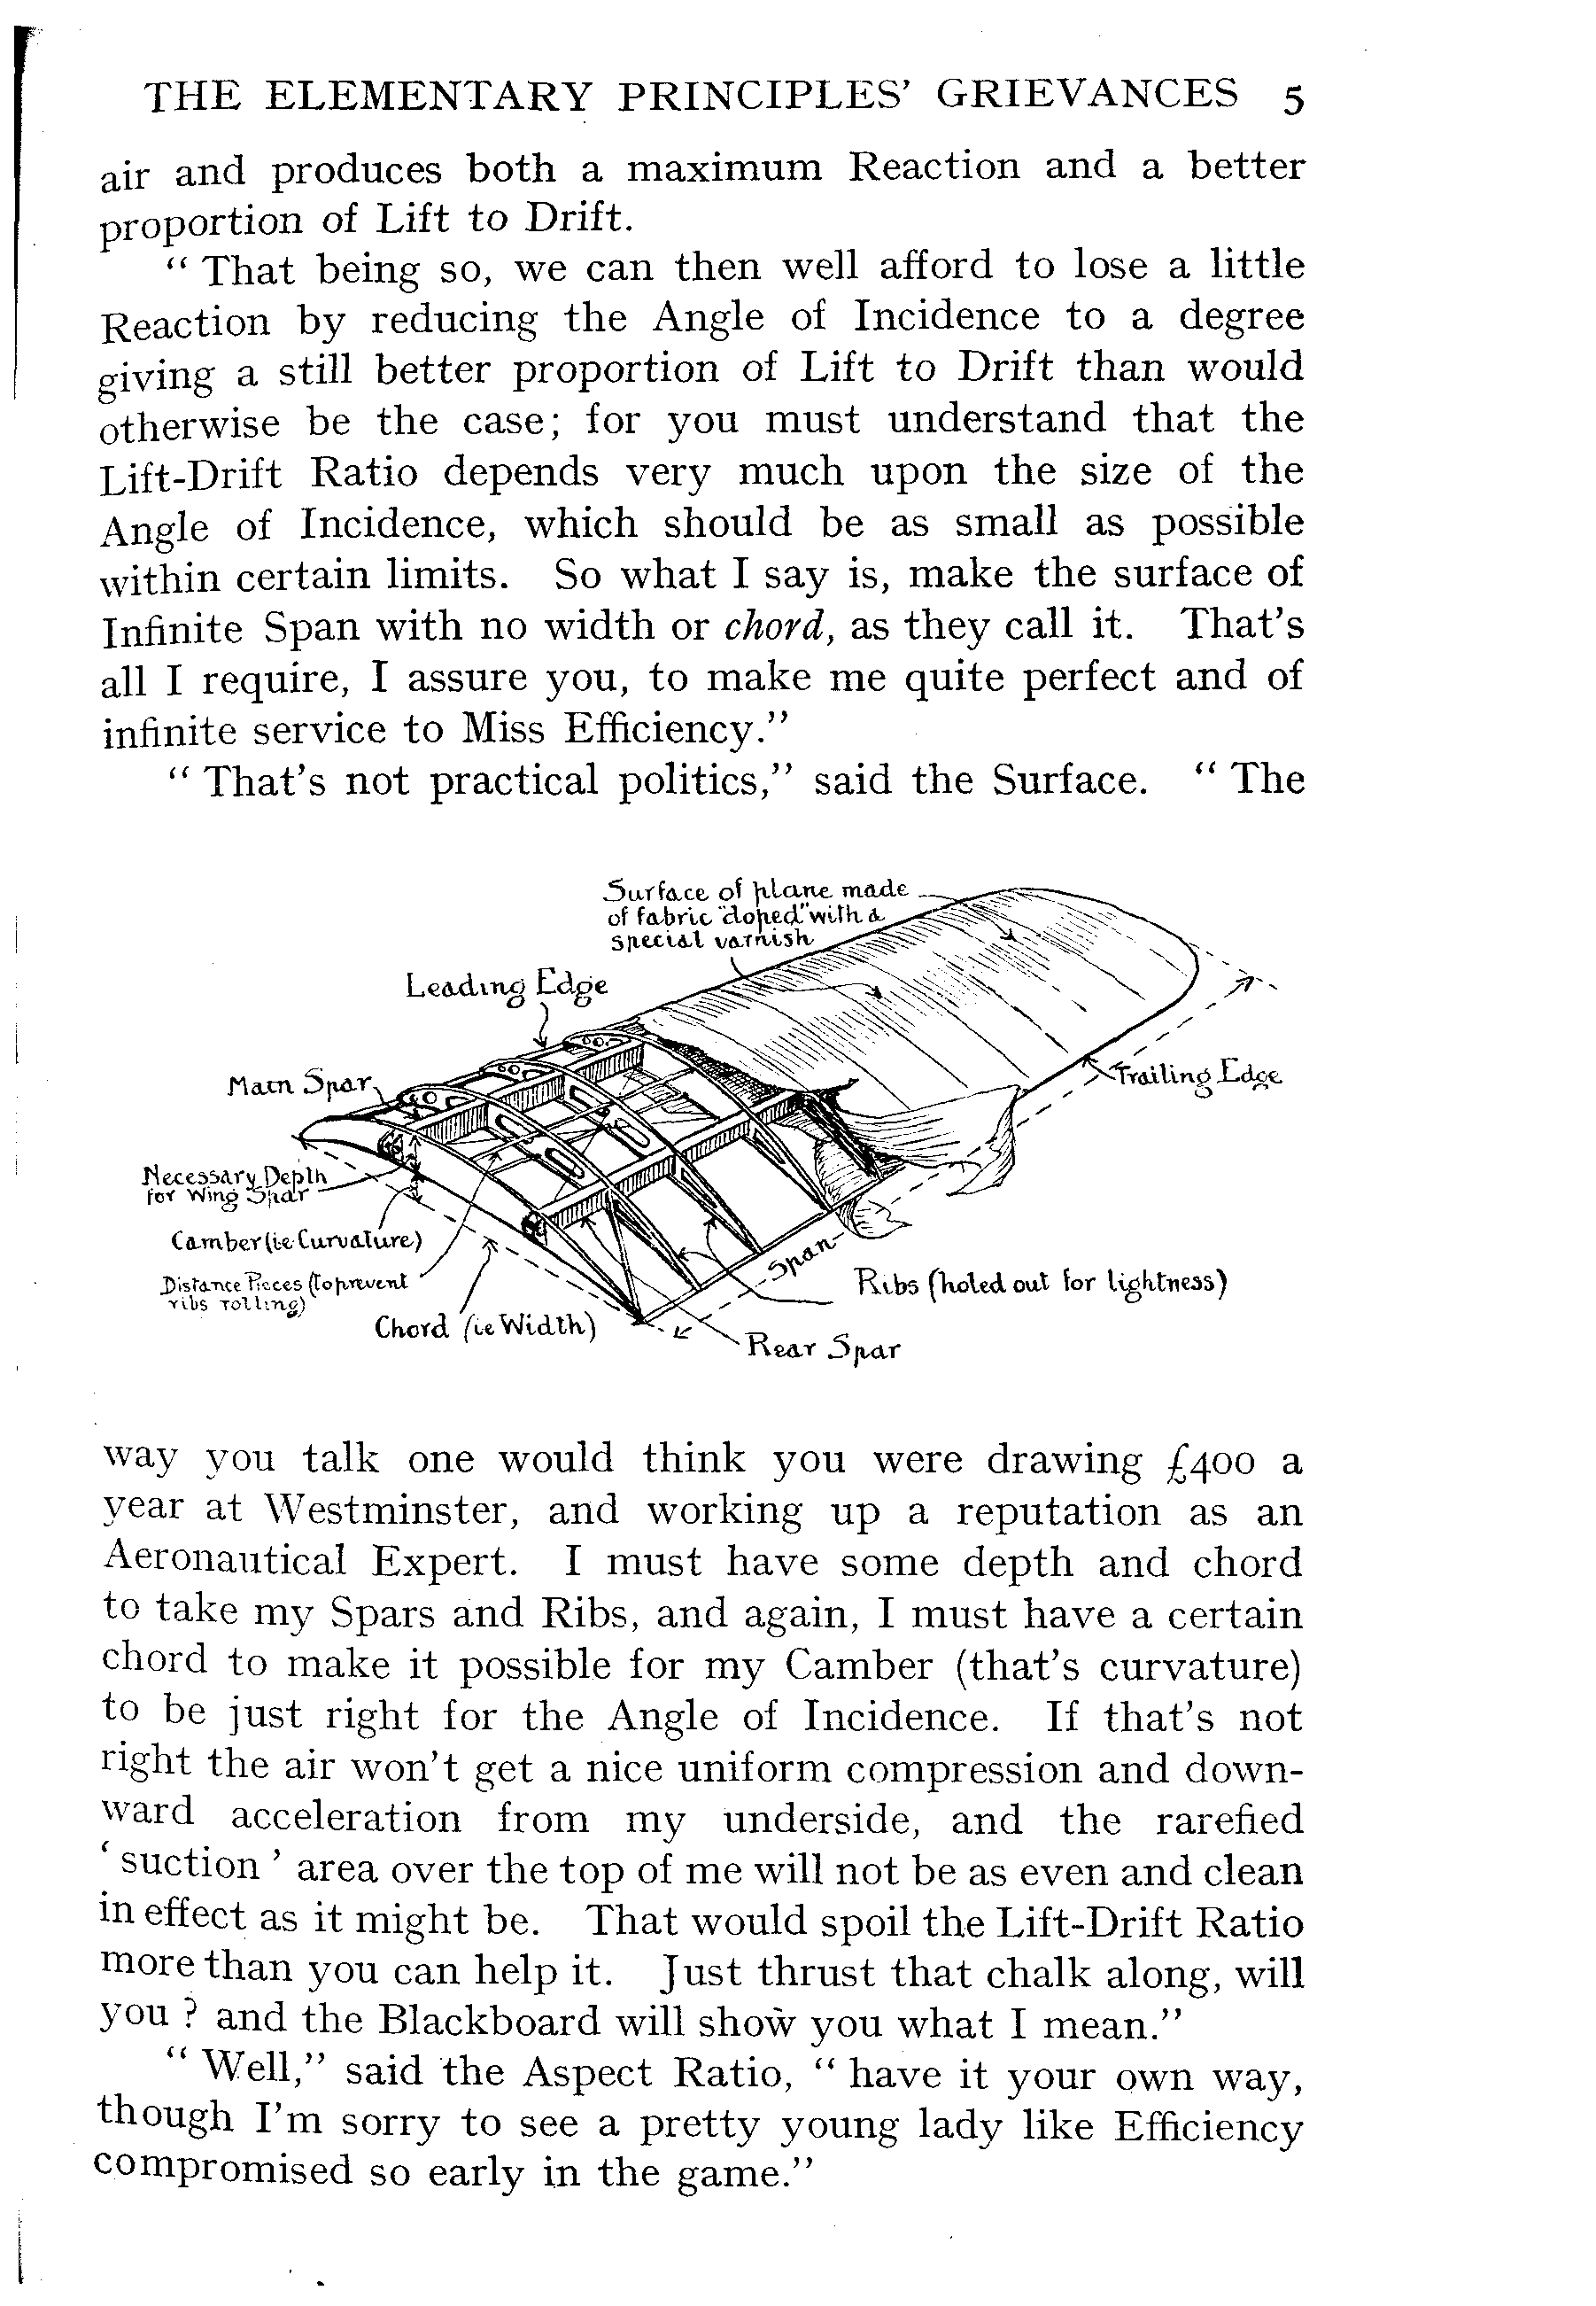 THE ELEMENTARY PRINCIPLES' GRIEVANCES 5
air and produces both a maximum Reaction and a better
proportion of Lift to Drift.
“ That being so, we can then well afford to lose a little
Reaction by reducing the Angle of Incidence to a degree
giving a still better proportion of Lift to Drift than would
otherwise be the case; for you must understand that the
Lift-Drift Ratio depends very much upon the size of the
Angle of Incidence, which should be as small as possible
within certain limits. So what I say is, make the surface of
Infinite Span with no width or chord, as they call it. That's
all I require, I assure you, to make me quite perfect and of
infinite service to Miss Efficiency.”
“ That's not practical politics,” said the Surface. “ The
Surface of plane made
of fabric "doped" with a
special varnish
Leading Edge
Main Spar
Trailing Edge
Necessary Depth
for Wing Spar
Camber (ie Curvature)
Distance Pieces (To prevent
ribs rolling)
Chord (ie Width)
Span
Ribs (holed out for lightness)
Rear Spar
way you talk one would think you were drawing £400 a
year at Westminster, and working up a reputation as an
Aeronautical Expert. I must have some depth and chord
to take my Spars and Ribs, and again, I must have a certain
chord to make it possible for my Camber (that's curvature)
to be just right for the Angle of Incidence. If that's not
right the air won't get a nice uniform compression and down-
ward acceleration from my underside, and the rarefied
‘ suction ’ area over the top of me will not be as even and clean
in effect as it might be. That would spoil the Lift-Drift Ratio
more than you can help it. Just thrust that chalk along, will
you ? and the Blackboard will show you what I mean.”
“ Well,” said the Aspect Ratio, “ have it your own way,
though I'm sorry to see a pretty young lady like Efficiency
compromised so early in the game.”